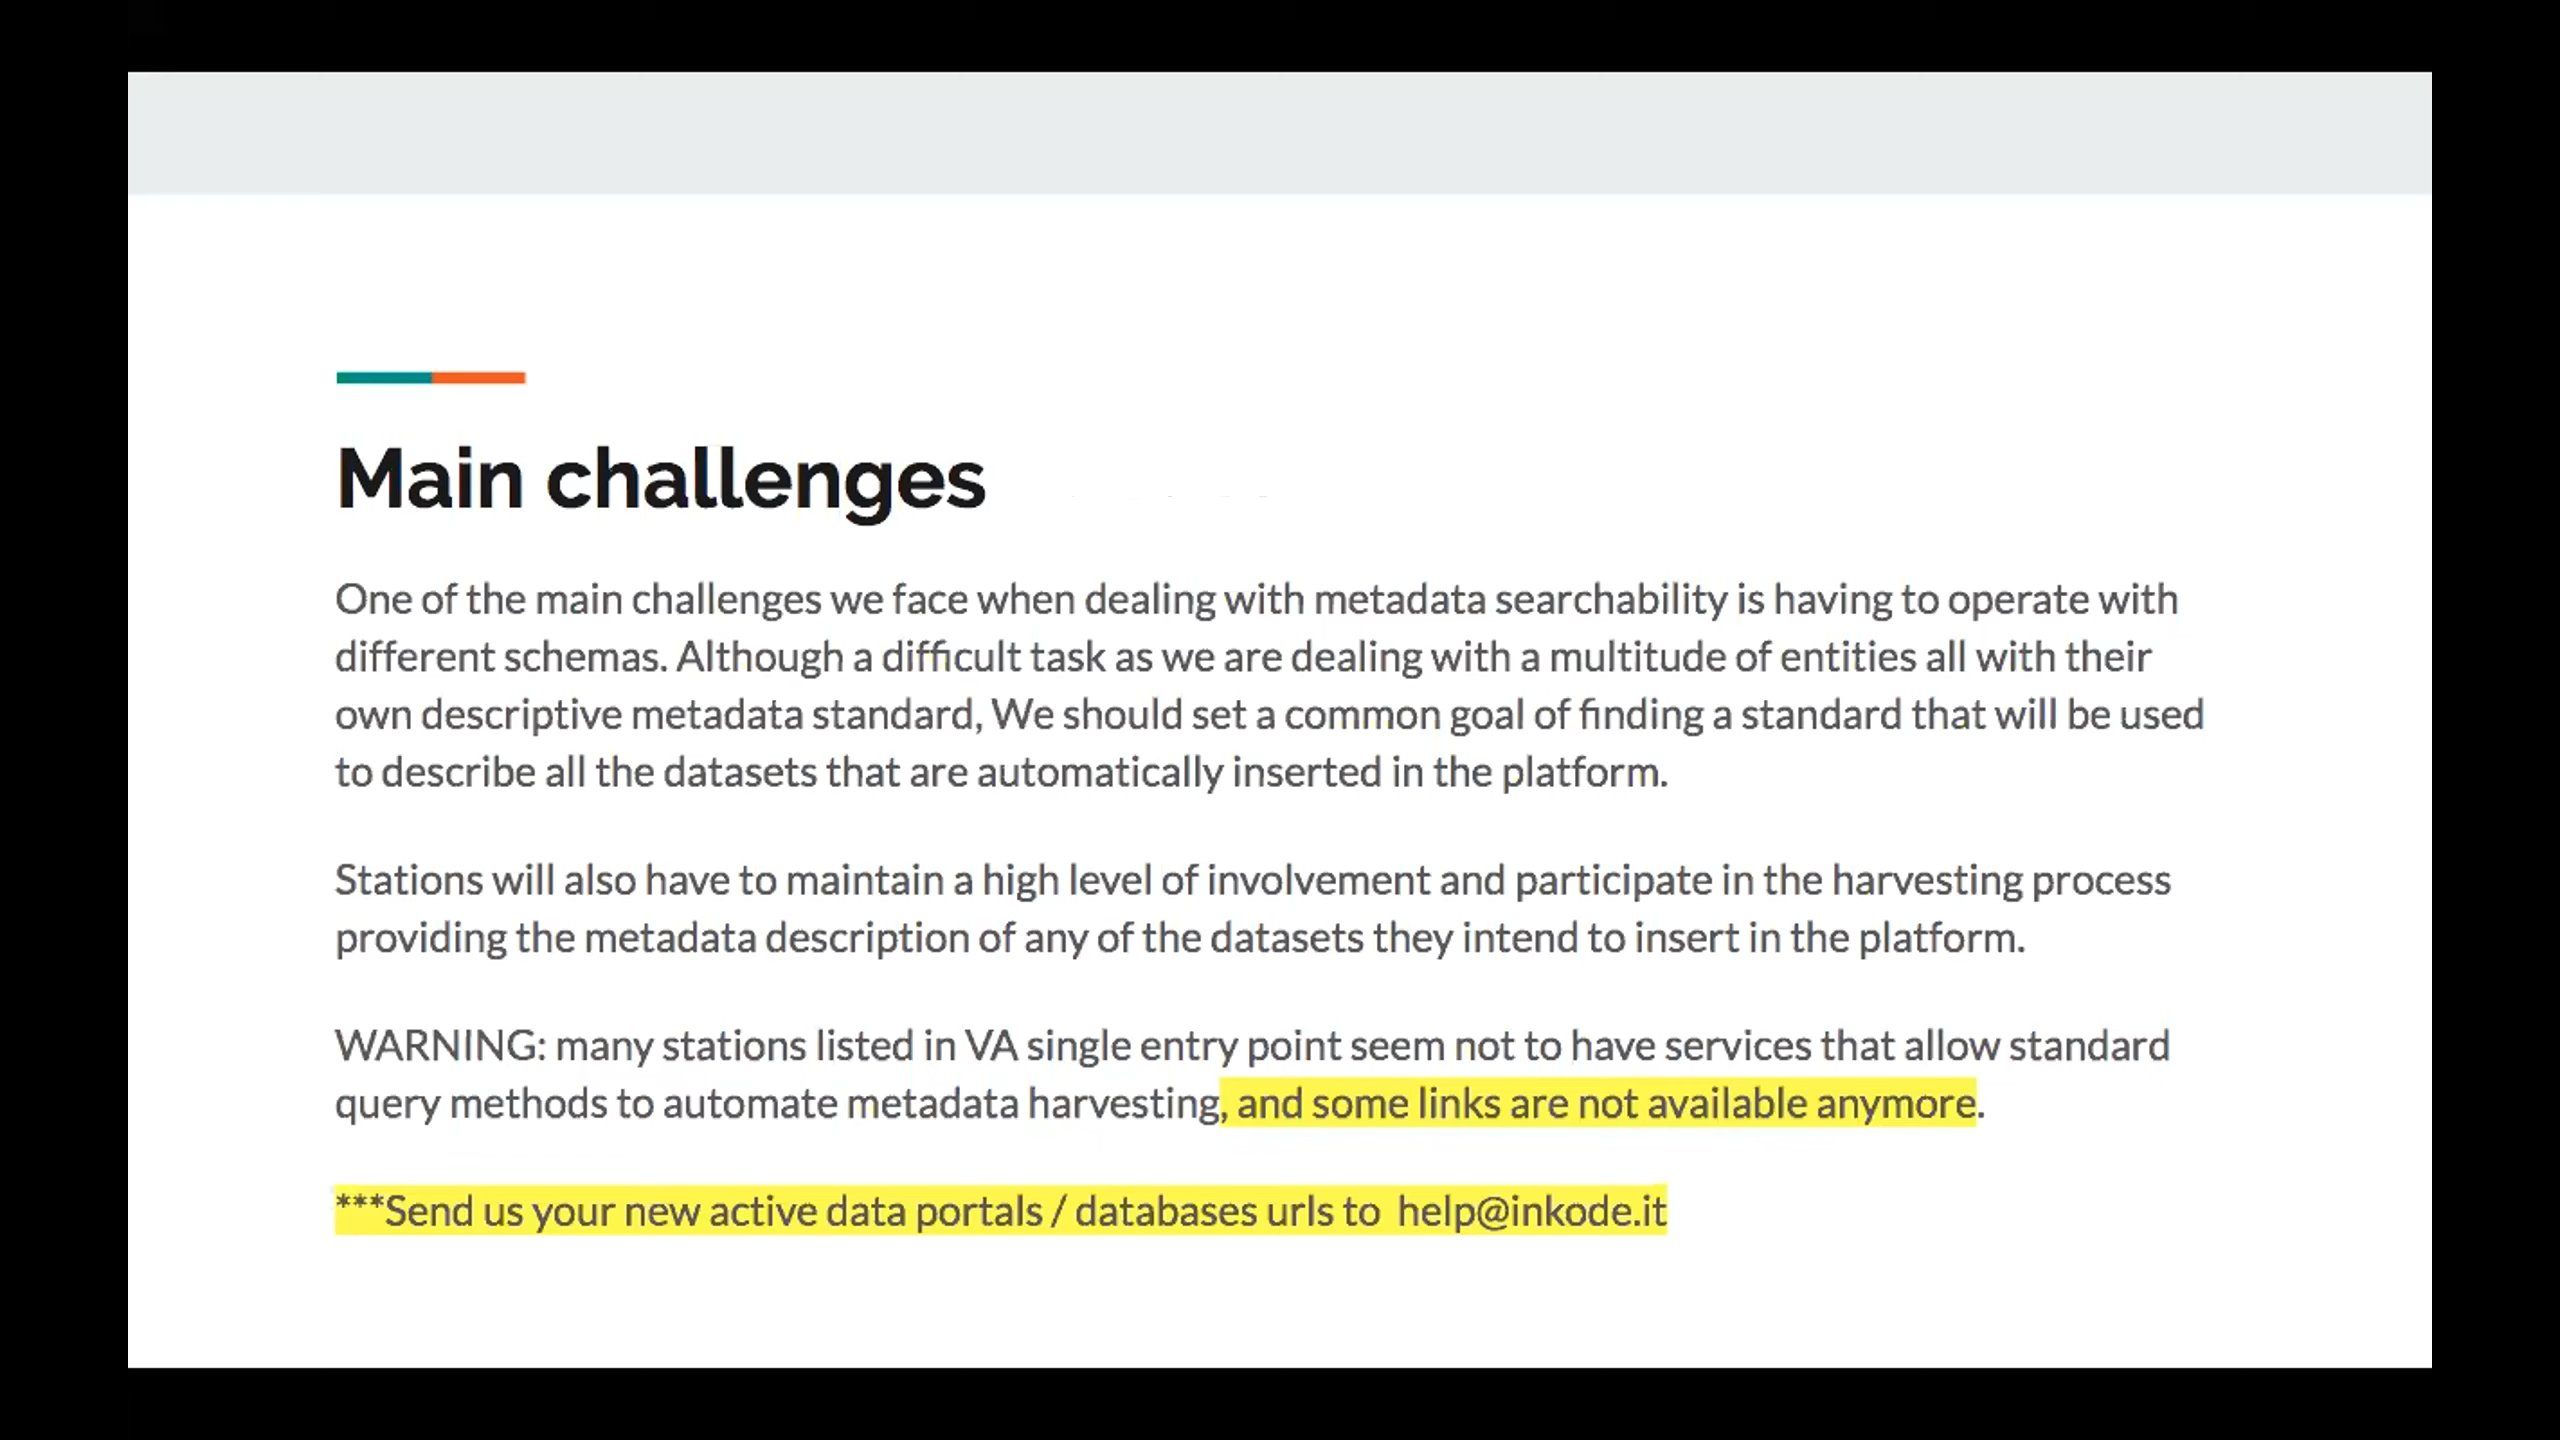 Main challenges
One of the main challenges we face when dealing with metadata searchability is having to operate with
different schemas. Although a difficult task as we are dealing with a multitude of entities all with their
own descriptive metadata standard, We should set a common goal of finding a standard that will be used
to describe all the datasets that are automatically inserted in the platform.
Stations will also have to maintain a high level of involvement and participate in the harvesting process
providing the metadata description of any of the datasets they intend to insert in the platform.
WARNING: many stations listed in VA single entry point seem not to have services that allow standard
query methods to automate metadata harvesting, and some links are not available anymore.
***Send us your new active data portals / databases urls to  help@inkode.it